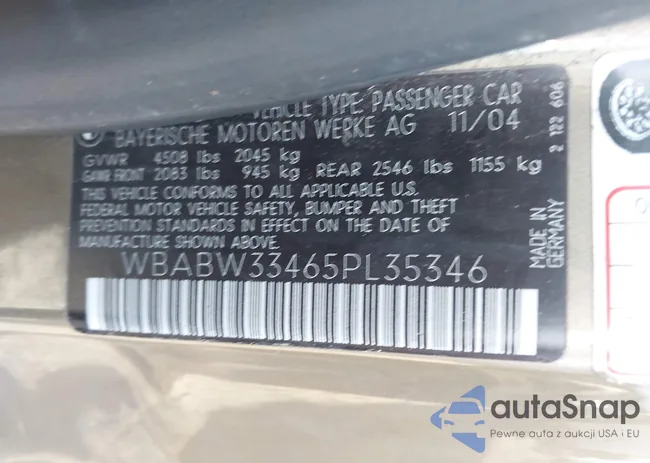 VEHICLE TYPE: PASSENGER CAR
BAYERISCHE MOTOREN WERKE AG 11/04
GVWR 4508 lbs 2045 kg
GAWR FRONT 2083 lbs 945 kg REAR 2546 lbs 1155 kg
THIS VEHICLE CONFORMS TO ALL APPLICABLE U.S.
FEDERAL MOTOR VEHICLE SAFETY, BUMPER AND THEFT
PREVENTION STANDARDS IN EFFECT ON THE DATE
OF MANUFACTURE SHOWN ABOVE.
WBABW33465PL35346
MADE IN
GERMANY
2 122 606
autaSnap
Pewne auta z aukcji USA i EU